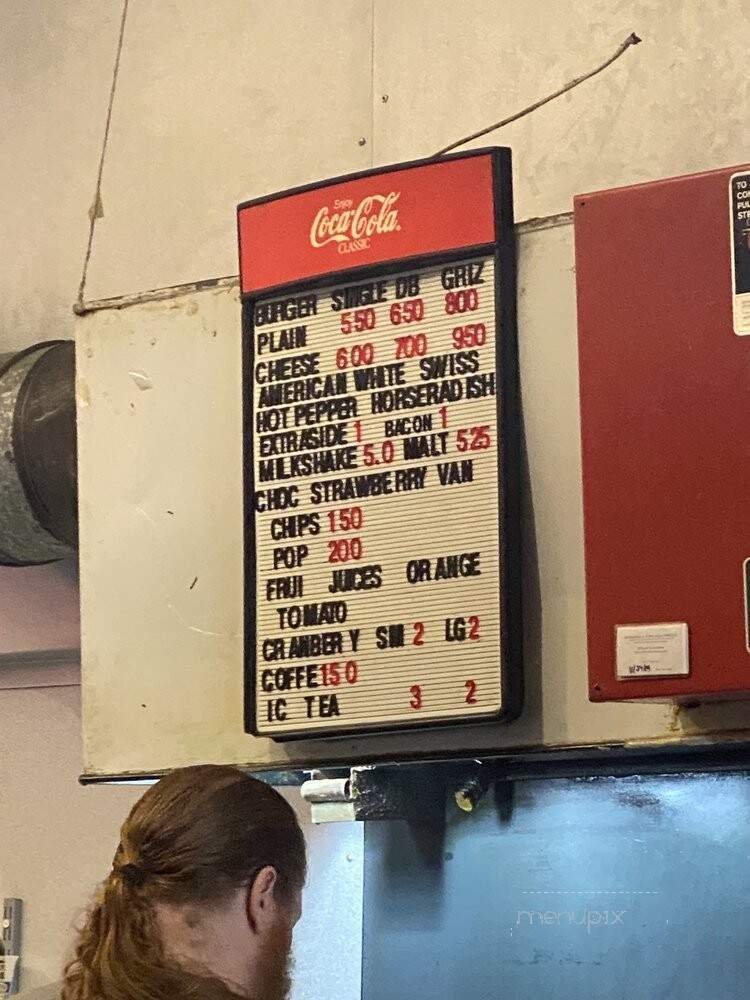 Enjoy
Coca-Cola
CLASSIC
BURGER SINGLE DB GRIZ
PLAIN 550 650 800
CHEESE 600 700 950
AMERICAN WHITE SWISS
HOT PEPPER HORSERADISH
EXTRASIDE 1 BACON 1
MILKSHAKE 5.0 MALT 525
CHOC STRAWBERRY VAN
CHIPS 150
POP 200
FRUI JUICES ORANGE
TOMATO
CRANBERY SM 2 LG 2
COFFE 150
IC TEA 3 2
TO
menupix